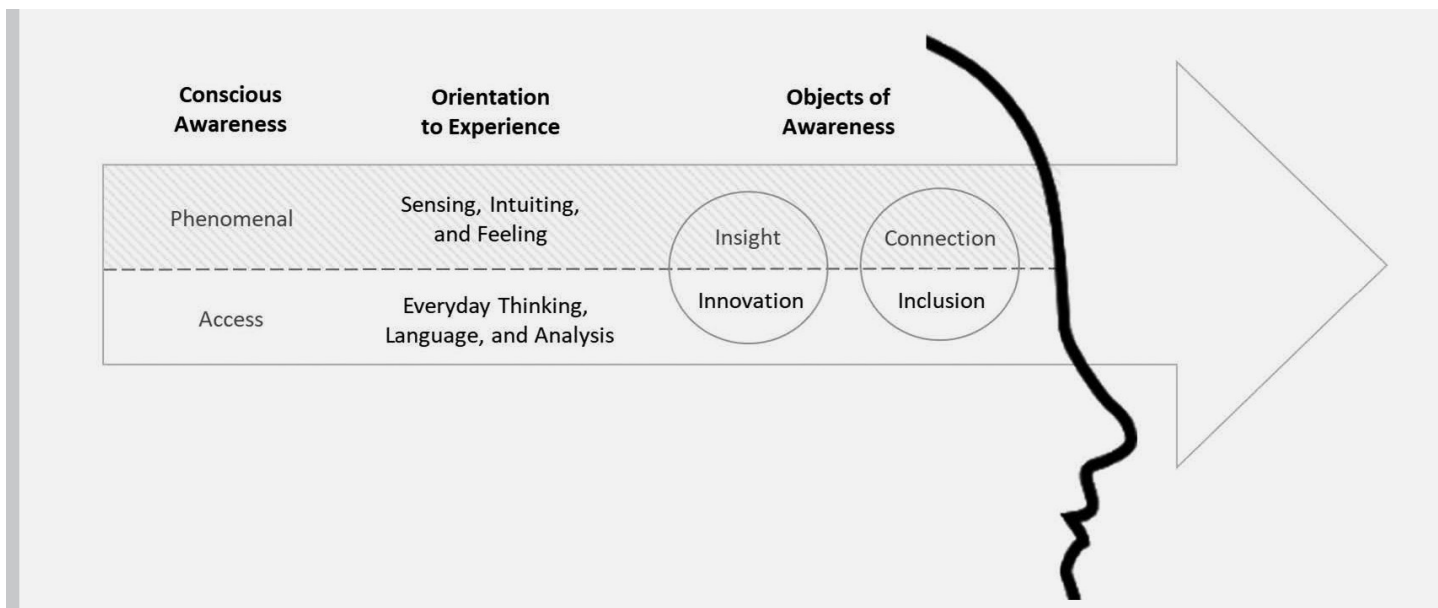 Conscious
Awareness
Orientation
to Experience
Objects of
Awareness
Phenomenal
Sensing, Intuiting,
and Feeling
Insight
Connection
Access
Everyday Thinking,
Language, and Analysis
Innovation
Inclusion